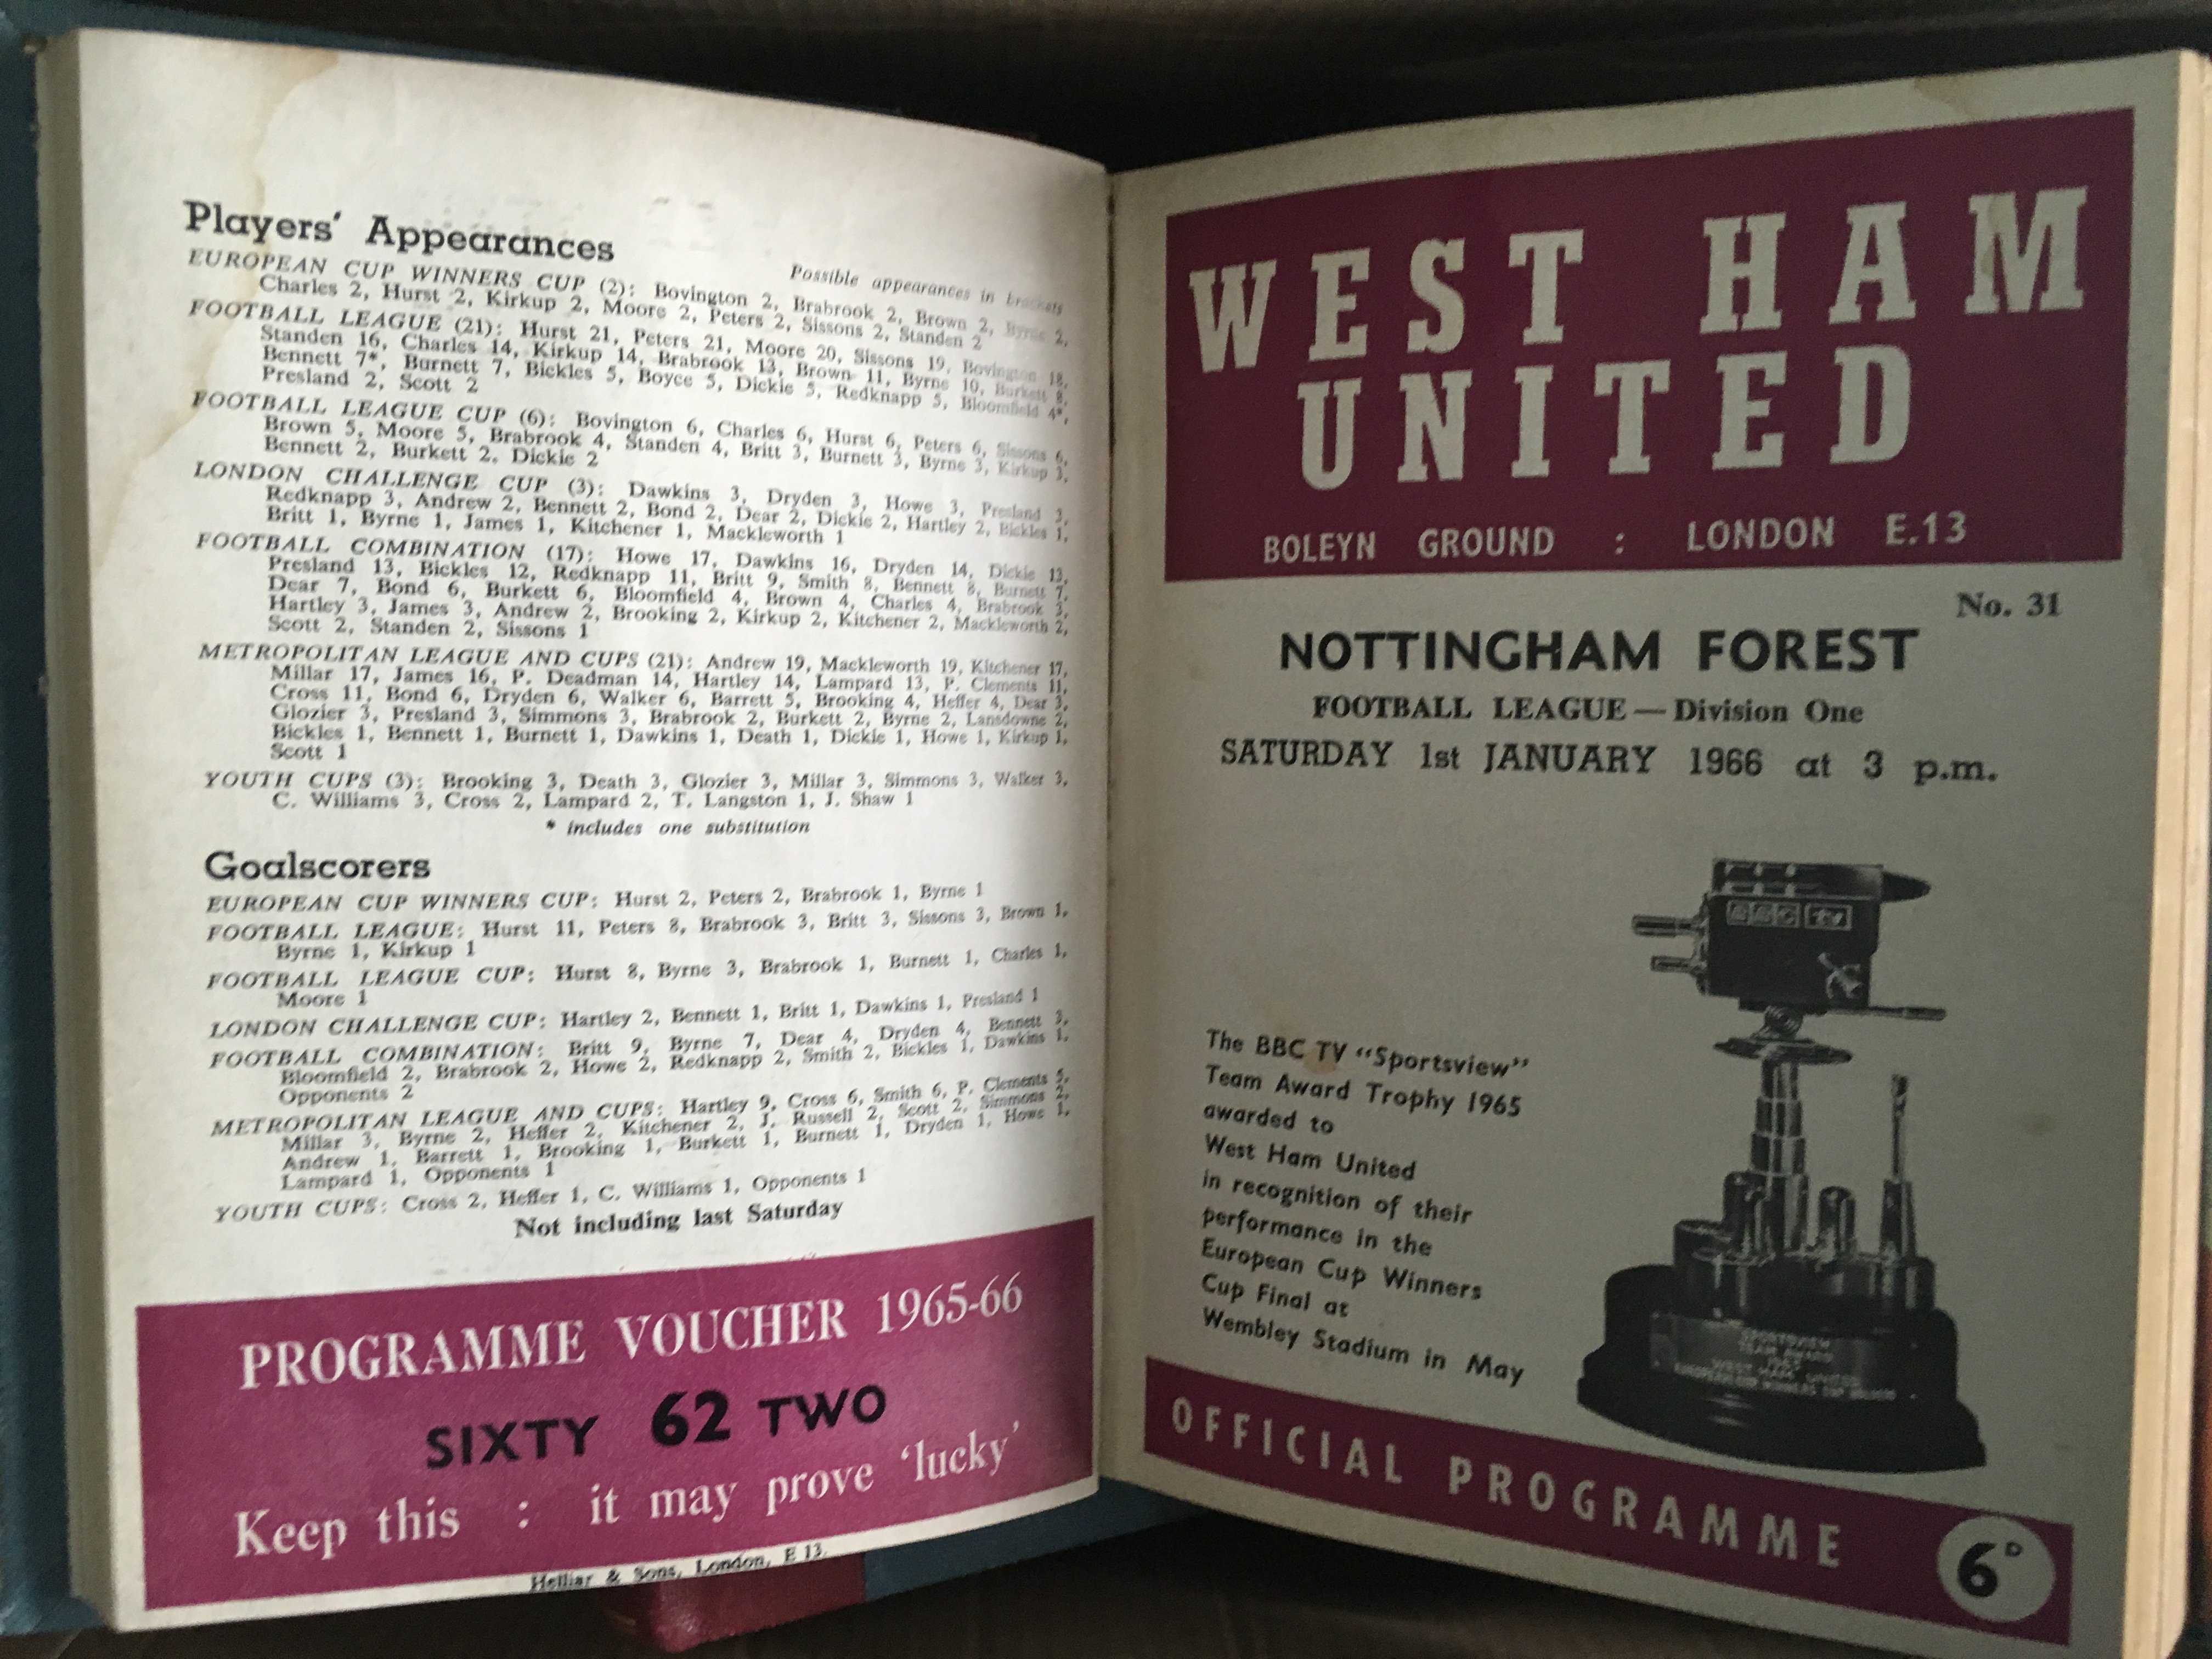 Players' Appearances
Possible appearances in brackets
EUROPEAN CUP WINNERS CUP (2): Bovington 2, Brabrook 2, Brown 2, Byrne 2,
Charles 2, Hurst 2, Kirkup 2, Moore 2, Peters 2, Sissons 2, Standen 2
FOOTBALL LEAGUE (21): Hurst 21, Peters 21, Moore 20, Sissons 19, Bovington 18,
Standen 16, Charles 14, Kirkup 14, Brabrook 13, Brown 11, Byrne 10, Burkett 8,
Bennett 7*, Burnett 7, Bickles 5, Boyce 5, Dickie 5, Redknapp 5, Bloomfield 4*,
Presland 2, Scott 2
FOOTBALL LEAGUE CUP (6): Bovington 6, Charles 6, Hurst 6, Peters 6, Sissons 6,
Brown 5, Moore 5, Brabrook 4, Standen 4, Britt 3, Burnett 3, Byrne 3, Kirkup 3,
Bennett 2, Burkett 2, Dickie 2
LONDON CHALLENGE CUP (3): Dawkins 3, Dryden 3, Howe 3, Presland 3,
Redknapp 3, Andrew 2, Bennett 2, Bond 2, Dear 2, Dickie 2, Hartley 2, Bickles 1,
Britt 1, Byrne 1, James 1, Kitchener 1, Mackleworth 1
FOOTBALL COMBINATION (17): Howe 17, Dawkins 16, Dryden 14, Dickie 13,
Presland 13, Bickles 12, Redknapp 11, Britt 9, Smith 8, Bennett 8, Burnett 7,
Dear 7, Bond 6, Burkett 6, Bloomfield 4, Brown 4, Charles 4, Brabrook 3,
Hartley 3, James 3, Andrew 2, Brooking 2, Kirkup 2, Kitchener 2, Mackleworth 2,
Scott 2, Standen 2, Sissons 1
METROPOLITAN LEAGUE AND CUPS (21): Andrew 19, Mackleworth 19, Kitchener 17,
Millar 17, James 16, P. Deadman 14, Hartley 14, Lampard 13, P. Clements 11,
Cross 11, Bond 6, Dryden 6, Walker 6, Barrett 5, Brooking 4, Heffer 4, Dear 3,
Glozier 3, Presland 3, Simmons 3, Brabrook 2, Burkett 2, Byrne 2, Lansdowne 2,
Bickles 1, Bennett 1, Burnett 1, Dawkins 1, Death 1, Dickie 1, Howe 1, Kirkup 1,
Scott 1
YOUTH CUPS (3): Brooking 3, Death 3, Glozier 3, Millar 3, Simmons 3, Walker 3,
C. Williams 3, Cross 2, Lampard 2, T. Langston 1, J. Shaw 1
* includes one substitution
Goalscorers
EUROPEAN CUP WINNERS CUP: Hurst 2, Peters 2, Brabrook 1, Byrne 1
FOOTBALL LEAGUE: Hurst 11, Peters 8, Brabrook 3, Britt 3, Sissons 3, Brown 1,
Byrne 1, Kirkup 1
FOOTBALL LEAGUE CUP: Hurst 8, Byrne 3, Brabrook 1, Burnett 1, Charles 1,
Moore 1
LONDON CHALLENGE CUP: Hartley 2, Bennett 1, Britt 1, Dawkins 1, Presland 1
FOOTBALL COMBINATION: Britt 9, Byrne 7, Dear 4, Dryden 4, Bennett 3,
Bloomfield 2, Brabrook 2, Howe 2, Redknapp 2, Smith 2, Bickles 1, Dawkins 1,
Opponents 2
METROPOLITAN LEAGUE AND CUPS: Hartley 9, Cross 6, Smith 6, P. Clements 5,
Millar 3, Byrne 2, Heffer 2, Kitchener 2, J. Russell 2, Scott 2, Simmons 2,
Andrew 1, Barrett 1, Brooking 1, Burkett 1, Burnett 1, Dryden 1, Howe 1,
Lampard 1, Opponents 1
YOUTH CUPS: Cross 2, Heffer 1, C. Williams 1, Opponents 1
Not including last Saturday
PROGRAMME VOUCHER 1965-66
SIXTY 62 TWO
Keep this : it may prove 'lucky'
Helliar & Sons, London, E 13.
WEST HAM
UNITED
BOLEYN GROUND : LONDON E.13
No. 31
NOTTINGHAM FOREST
FOOTBALL LEAGUE — Division One
SATURDAY 1st JANUARY 1966 at 3 p.m.
BBC tv
The BBC TV "Sportsview"
Team Award Trophy 1965
awarded to
West Ham United
in recognition of their
performance in the
European Cup Winners
Cup Final at
Wembley Stadium in May
SPORTSVIEW
TEAM AWARD
1965
WEST HAM UNITED
EUROPEAN CUP WINNERS CUP
OFFICIAL PROGRAMME
6D